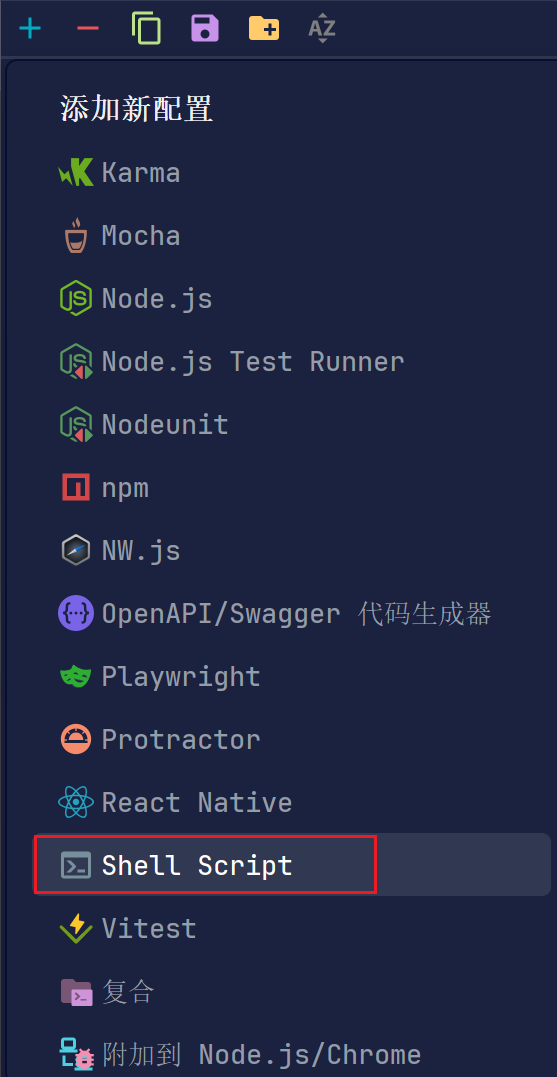 AZ
添加新配置
Karma
Mocha
Node.js
Node.js Test Runner
Nodeunit
npm
NW.js
OpenAPI/Swagger 代码生成器
Playwright
Protractor
React Native
Shell Script
Vitest
复合
附加到 Node.js/Chrome